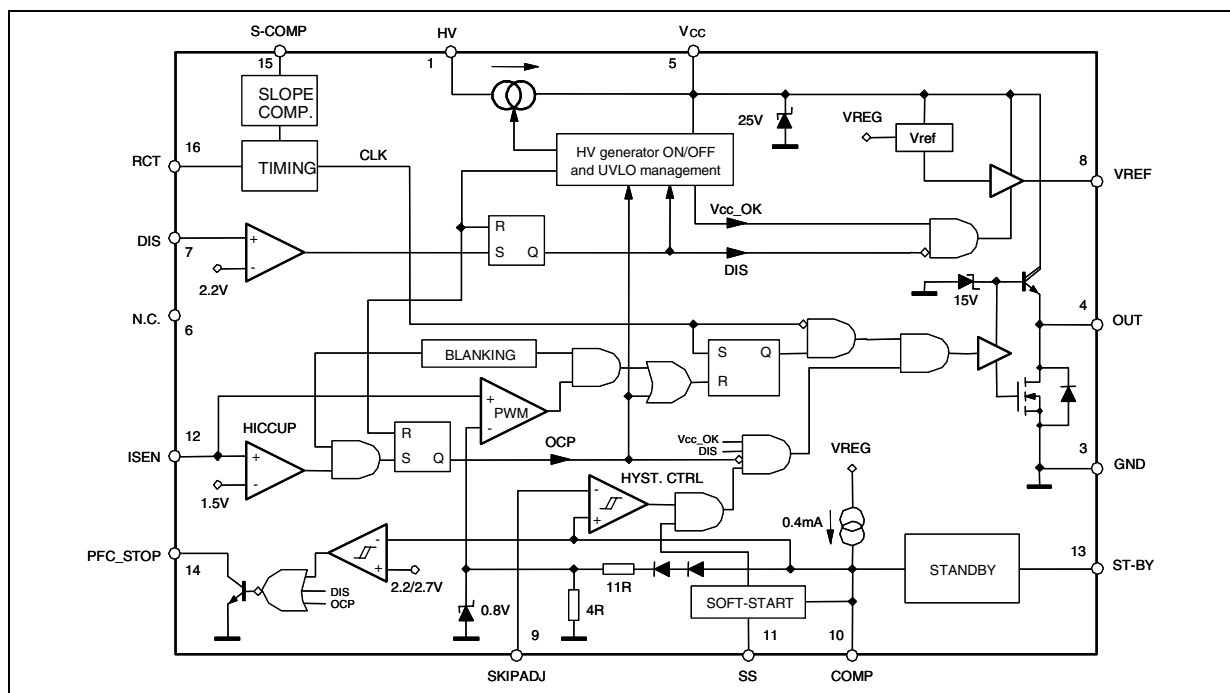 S-COMP
HV
VCC
15
1
5
SLOPE
COMP.
25V
VREG
Vref
16
RCT
TIMING
CLK
HV generator ON/OFF
and UVLO management
8
VREF
Vcc_OK
DIS
7
+
-
2.2V
R
S
Q
DIS
15V
4
OUT
N.C.
6
BLANKING
S
Q
R
+
PWM
-
12
HICCUP
ISEN
+
-
1.5V
R
S
Q
OCP
Vcc_OK
DIS
VREG
3
GND
HYST. CTRL
-
+
0.4mA
PFC_STOP
14
-
+
2.2/2.7V
DIS
OCP
0.8V
11R
4R
SOFT-START
STANDBY
13
ST-BY
9
11
10
SKIPADJ
SS
COMP